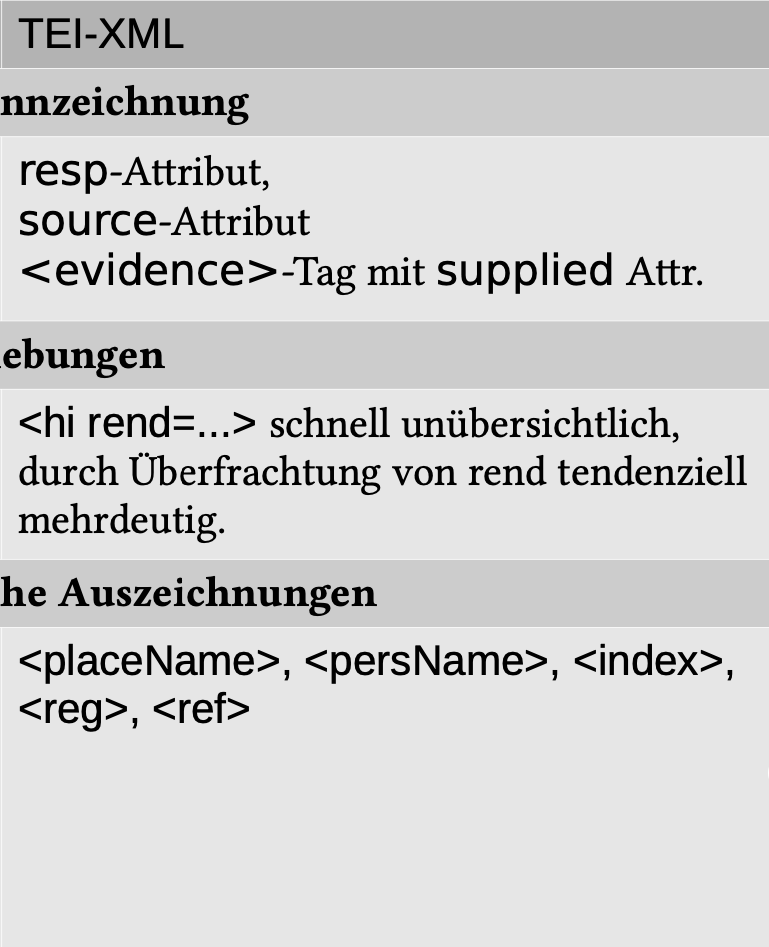 TEI-XML
nnzeichnung
resp-Attribut,
source-Attribut
<evidence>-Tag mit supplied Attr.
ebungen
<hi rend=...> schnell unübersichtlich,
durch Überfrachtung von rend tendenziell
mehrdeutig.
he Auszeichnungen
<placeName>, <persName>, <index>,
<reg>, <ref>